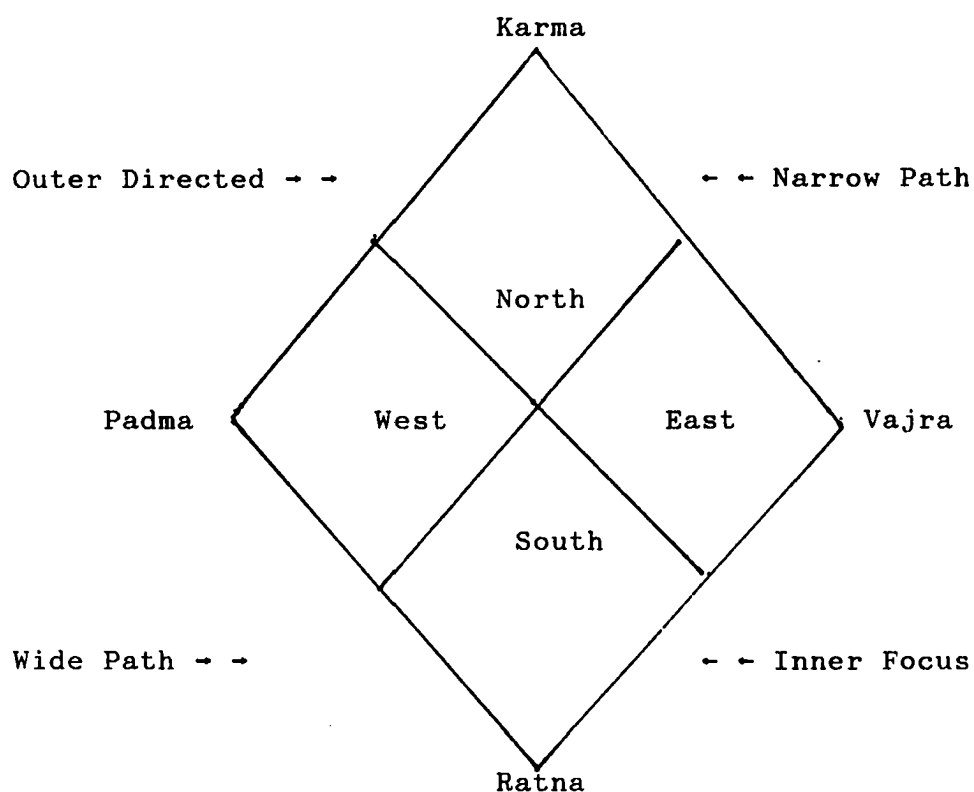 Karma
Outer Directed → →
← ← Narrow Path
North
Padma
West
East
Vajra
South
Wide Path → →
← ← Inner Focus
Ratna